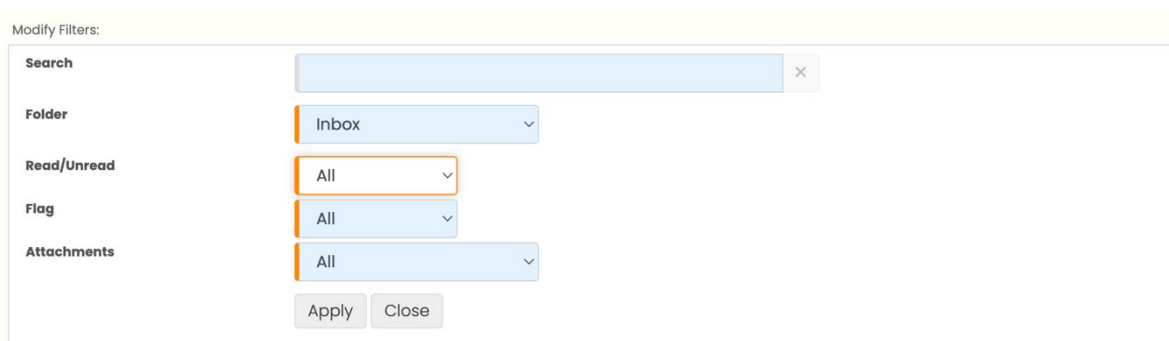 Modify Filters:
Search
Folder Inbox
Read/Unread All
Flag All
Attachments All
Apply Close